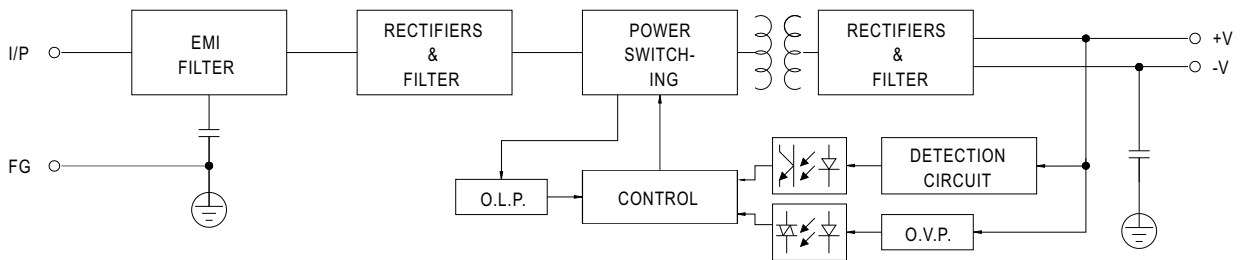 I/P
EMI
FILTER
RECTIFIERS
&
FILTER
POWER
SWITCH-
ING
RECTIFIERS
&
FILTER
+V
-V
FG
O.L.P.
CONTROL
DETECTION
CIRCUIT
O.V.P.